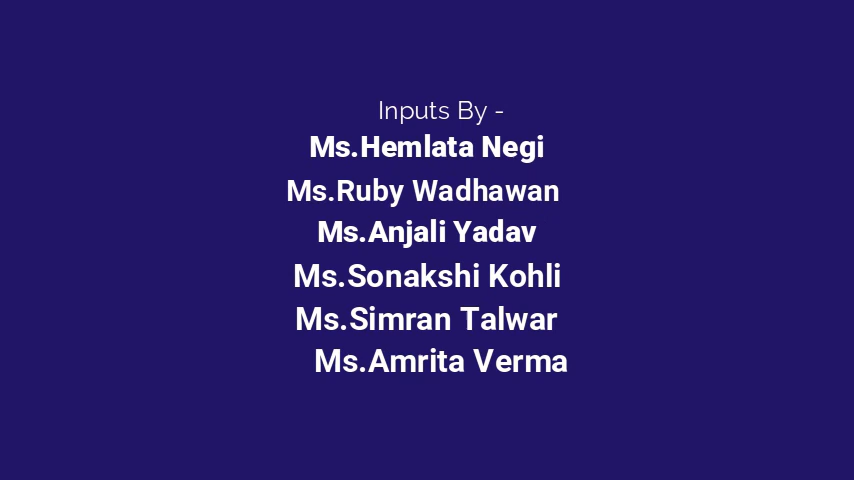 Inputs By -
Ms.Hemlata Negi
Ms.Ruby Wadhawan
Ms.Anjali Yadav
Ms.Sonakshi Kohli
Ms.Simran Talwar
Ms.Amrita Verma